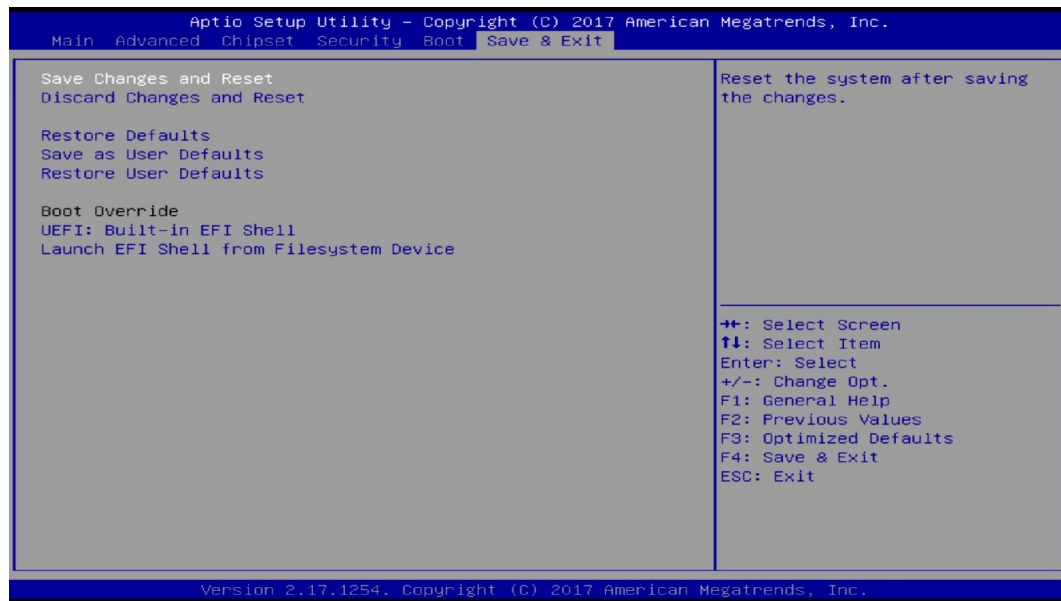 Aptio Setup Utility – Copyright (C) 2017 American Megatrends, Inc.
Main Advanced Chipset Security Boot Save & Exit
Save Changes and Reset
Discard Changes and Reset
Restore Defaults
Save as User Defaults
Restore User Defaults
Boot Override
UEFI: Built-in EFI Shell
Launch EFI Shell from Filesystem Device
Reset the system after saving
the changes.
→←: Select Screen
↑↓: Select Item
Enter: Select
+/-: Change Opt.
F1: General Help
F2: Previous Values
F3: Optimized Defaults
F4: Save & Exit
ESC: Exit
Version 2.17.1254. Copyright (C) 2017 American Megatrends, Inc.